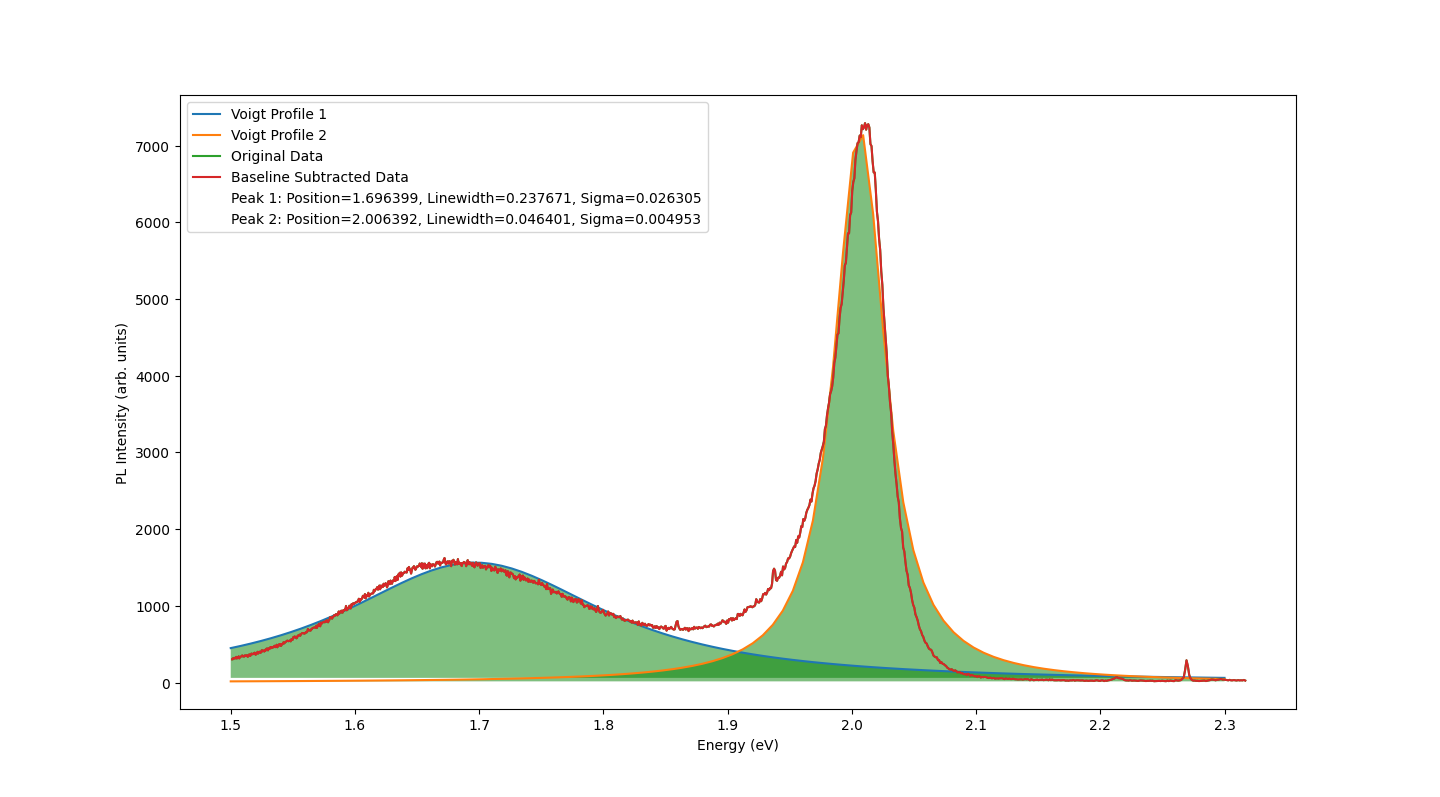 Voigt Profile 1
Voigt Profile 2
Original Data
Baseline Subtracted Data
Peak 1: Position=1.696399, Linewidth=0.237671, Sigma=0.026305
Peak 2: Position=2.006392, Linewidth=0.046401, Sigma=0.004953
PL Intensity (arb. units)
7000
6000
5000
4000
3000
2000
1000
0
1.5 1.6 1.7 1.8 1.9 2.0 2.1 2.2 2.3
Energy (eV)